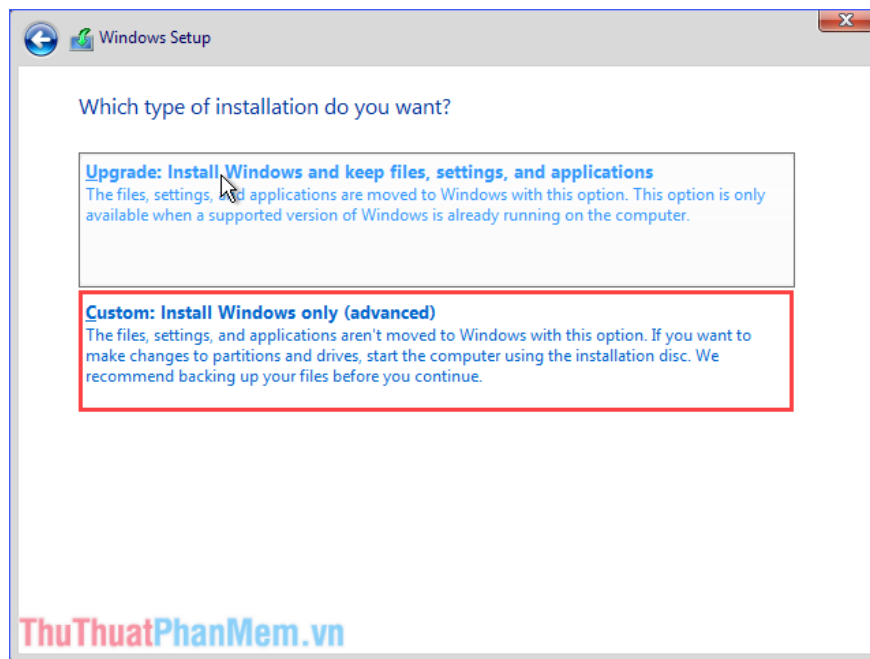 Windows Setup
Which type of installation do you want?
Upgrade: Install Windows and keep files, settings, and applications
The files, settings, and applications are moved to Windows with this option. This option is only
available when a supported version of Windows is already running on the computer.
Custom: Install Windows only (advanced)
The files, settings, and applications aren't moved to Windows with this option. If you want to
make changes to partitions and drives, start the computer using the installation disc. We
recommend backing up your files before you continue.
ThuThuatPhanMem.vn